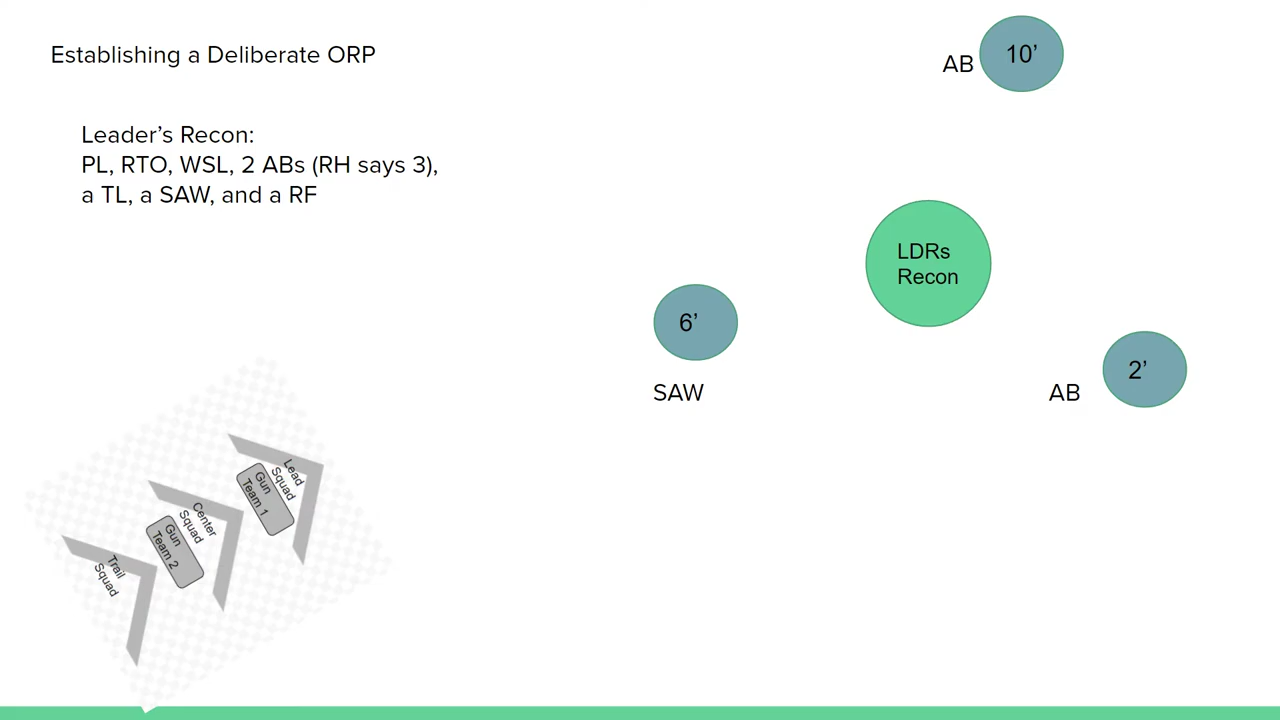 Establishing a Deliberate ORP
Leader’s Recon:
PL, RTO, WSL, 2 ABs (RH says 3),
a TL, a SAW, and a RF
AB
10’
LDRs
Recon
6’
SAW
2’
AB
Lead
Squad
Gun
Team 1
Center
Squad
Gun
Team 2
Trail
Squad